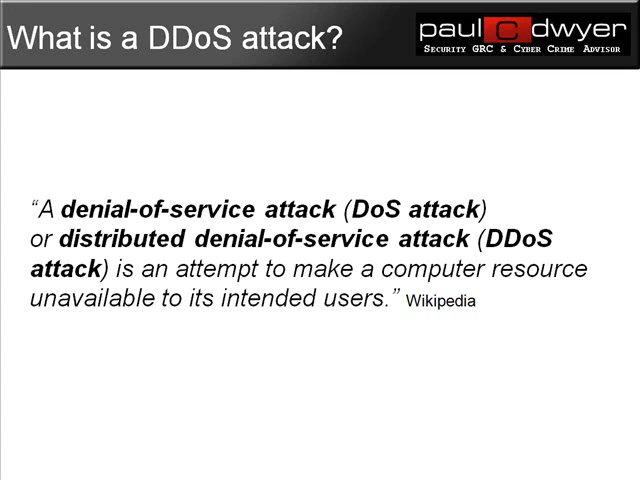 What is a DDoS attack?
paul C dwyer
Security GRC & Cyber Crime Advisor
“A denial-of-service attack (DoS attack)
or distributed denial-of-service attack (DDoS
attack) is an attempt to make a computer resource
unavailable to its intended users.” Wikipedia